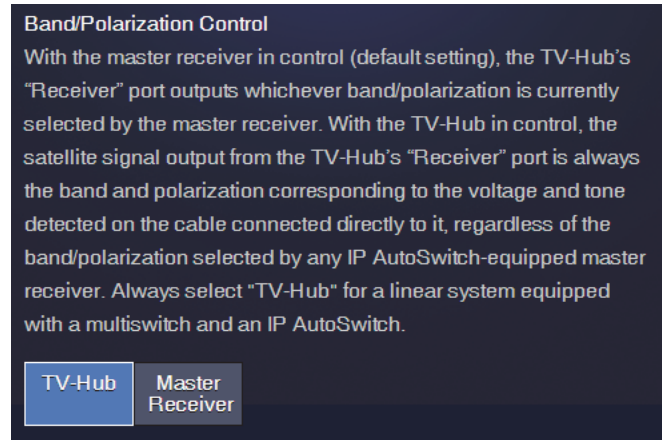 Band/Polarization Control
With the master receiver in control (default setting), the TV-Hub's
“Receiver” port outputs whichever band/polarization is currently
selected by the master receiver. With the TV-Hub in control, the
satellite signal output from the TV-Hub's “Receiver” port is always
the band and polarization corresponding to the voltage and tone
detected on the cable connected directly to it, regardless of the
band/polarization selected by any IP AutoSwitch-equipped master
receiver. Always select "TV-Hub" for a linear system equipped
with a multiswitch and an IP AutoSwitch.
TV-Hub
Master
Receiver